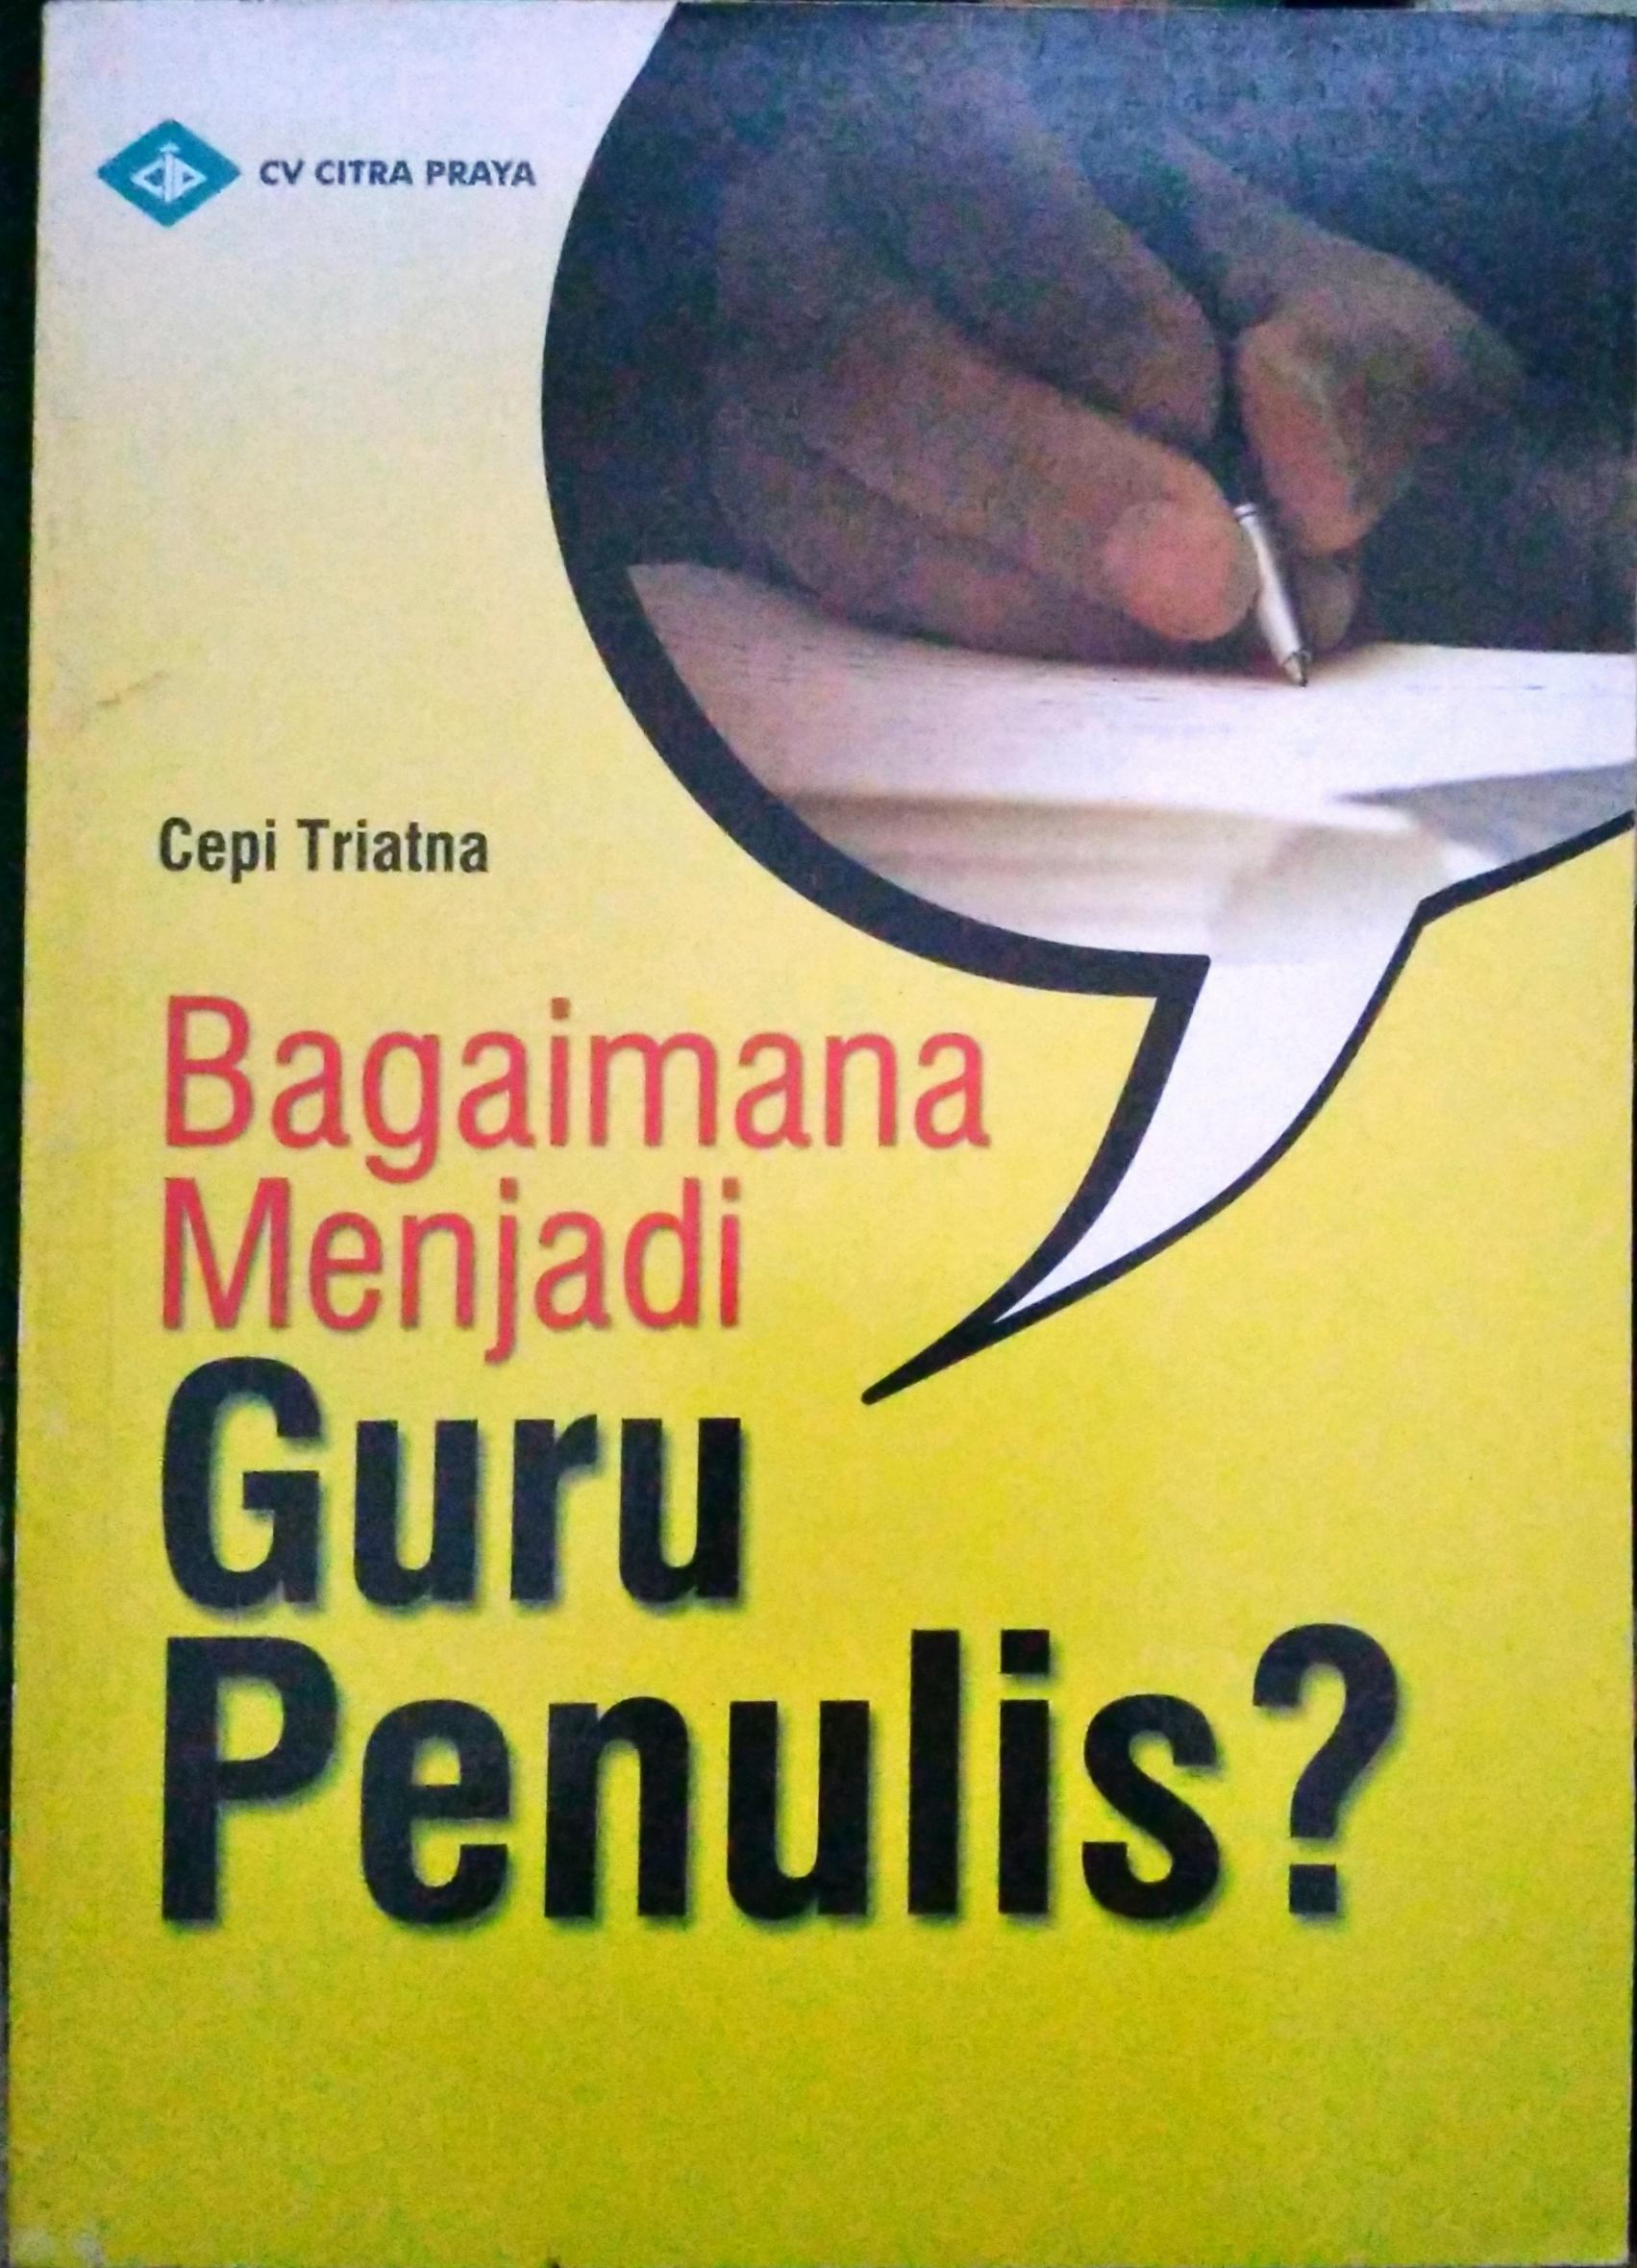 CV CITRA PRAYA
Cepi Triatna
Bagaimana
Menjadi
Guru
Penulis?